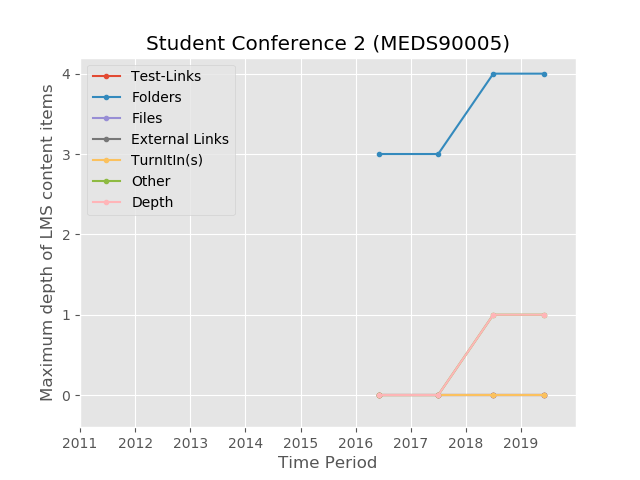 Student Conference 2 (MEDS90005)
Test-Links
Folders
Files
External Links
TurnItIn(s)
Other
Depth
Maximum depth of LMS content items
4
3
2
1
0
2011 2012 2013 2014 2015 2016 2017 2018 2019
Time Period